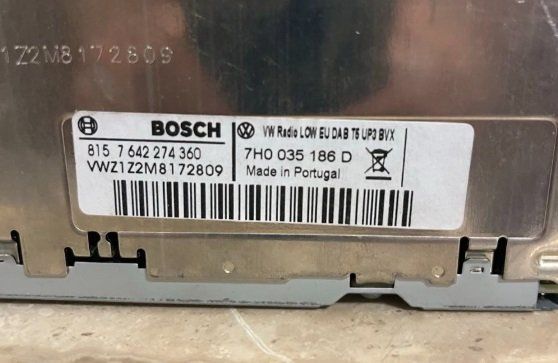 1Z2M8172809
BOSCH
VW Radio LOW EU DAB T5 UP3 BVX
815 7 642 274 360
7H0 035 186 D
VWZ1Z2M8172809
Made in Portugal